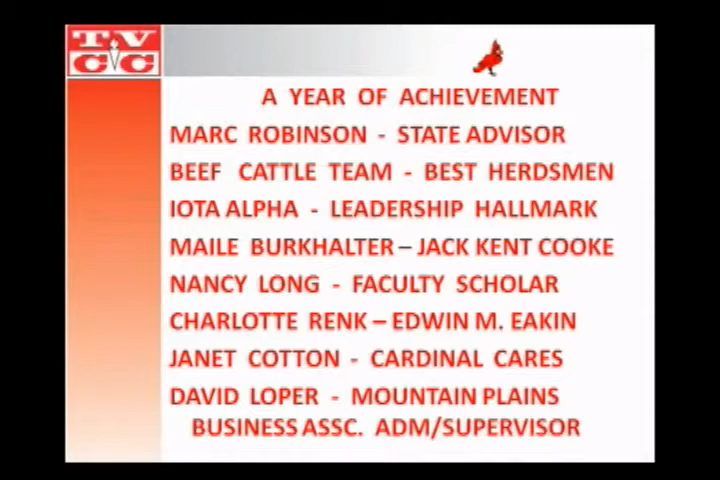 TV
CC
A YEAR OF ACHIEVEMENT
MARC ROBINSON - STATE ADVISOR
BEEF CATTLE TEAM - BEST HERDSMEN
IOTA ALPHA - LEADERSHIP HALLMARK
MAILE BURKHALTER – JACK KENT COOKE
NANCY LONG - FACULTY SCHOLAR
CHARLOTTE RENK – EDWIN M. EAKIN
JANET COTTON - CARDINAL CARES
DAVID LOPER - MOUNTAIN PLAINS
BUSINESS ASSC. ADM/SUPERVISOR